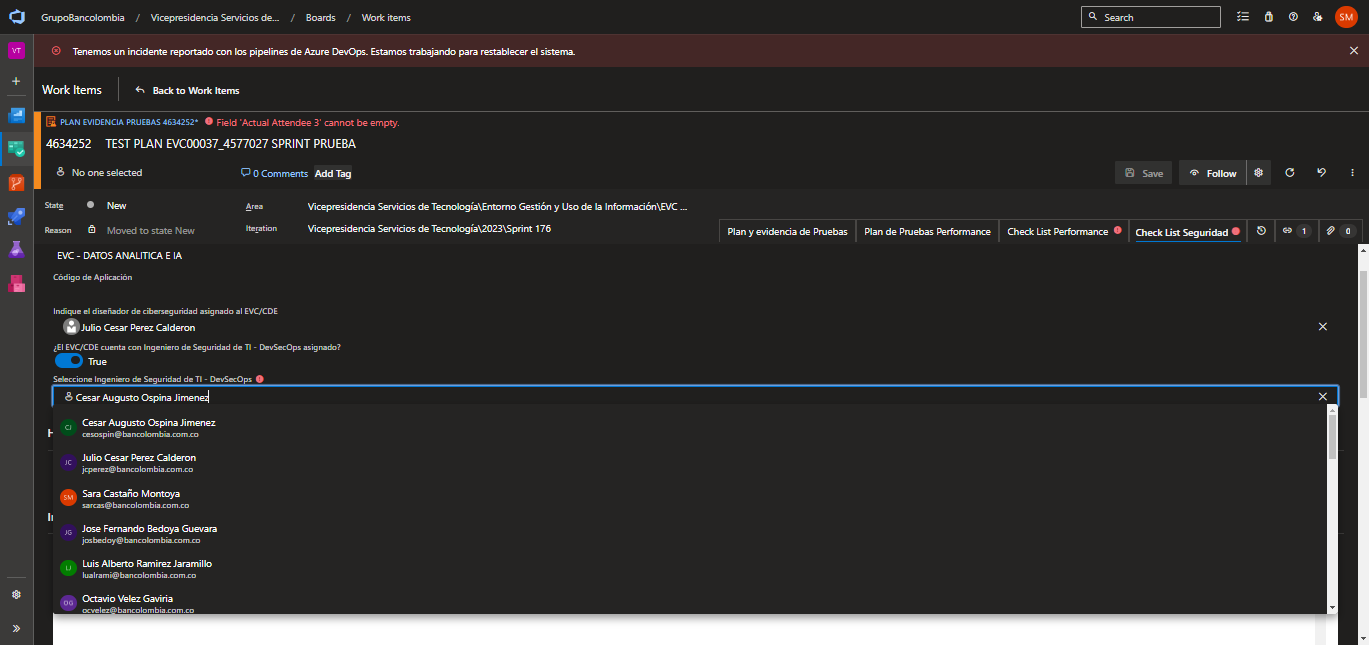 GrupoBancolombia / Vicepresidencia Servicios de... / Boards / Work items
Search
SM
VT
Tenemos un incidente reportado con los pipelines de Azure DevOps. Estamos trabajando para restablecer el sistema.
Work Items
Back to Work Items
PLAN EVIDENCIA PRUEBAS 4634252*
Field 'Actual Attendee 3' cannot be empty.
4634252 TEST PLAN EVC00037_4577027 SPRINT PRUEBA
No one selected
0 Comments
Add Tag
Save
Follow
State
New
Area
Vicepresidencia Servicios de Tecnología\Entorno Gestión y Uso de la Información\EVC ...
Reason
Moved to state New
Iteration
Vicepresidencia Servicios de Tecnología\2023\Sprint 176
Plan y evidencia de Pruebas
Plan de Pruebas Performance
Check List Performance
Check List Seguridad
1
0
EVC - DATOS ANALITICA E IA
Código de Aplicación
Indique el diseñador de ciberseguridad asignado al EVC/CDE
Julio Cesar Perez Calderon
¿El EVC/CDE cuenta con Ingeniero de Seguridad de TI - DevSecOps asignado?
True
Seleccione Ingeniero de Seguridad de TI - DevSecOps
Cesar Augusto Ospina Jimenez
CJ
Cesar Augusto Ospina Jimenez
cesospin@bancolombia.com.co
JC
Julio Cesar Perez Calderon
jcperez@bancolombia.com.co
SM
Sara Castaño Montoya
sarcas@bancolombia.com.co
JG
Jose Fernando Bedoya Guevara
josbedoy@bancolombia.com.co
LJ
Luis Alberto Ramirez Jaramillo
lualrami@bancolombia.com.co
OG
Octavio Velez Gaviria
ocvelez@bancolombia.com.co